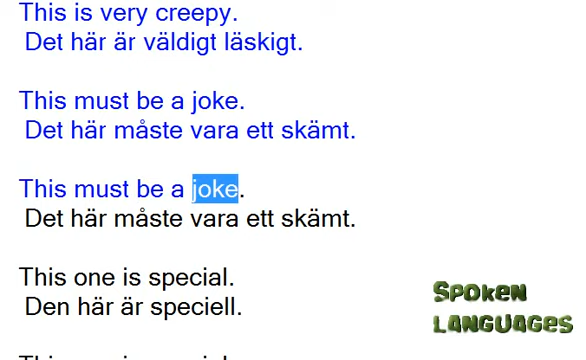 This is very creepy.
Det här är väldigt läskigt.
This must be a joke.
Det här måste vara ett skämt.
This must be a joke.
Det här måste vara ett skämt.
This one is special.
Den här är speciell.
Spoken
Languages